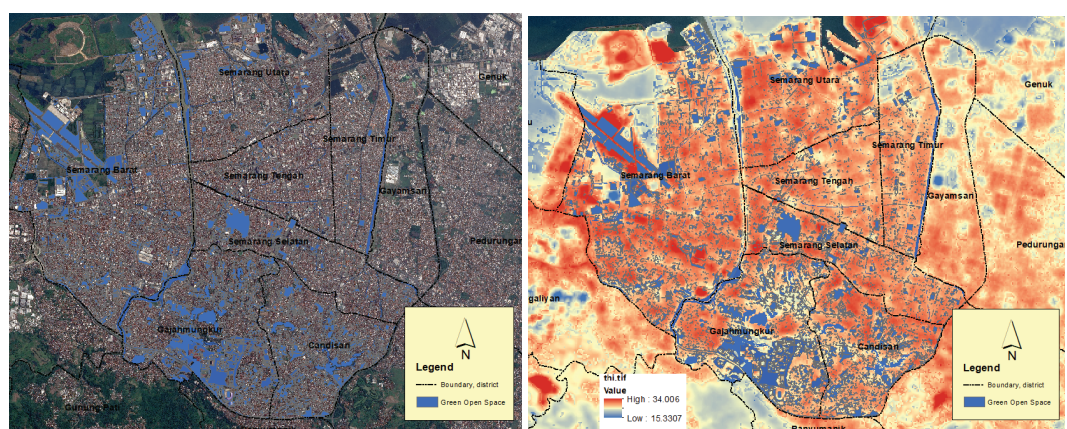 Semarang Utara
Genuk
Semarang Timur
Semarang Barat
Semarang Tengah
Gayamsan
Semarang Selatan
Pedurungan
Gajahmungkur
Candisan
Gunung Pati
N
Legend
Boundary, district
Green Open Space
Semarang Utara
Genuk
u
Semarang Timur
Semarang Barat
Semarang Tengah
Gayamsan
Semarang Selatan
Pedurungan
galiyan
Gajahmungkur
Candisan
thi.tif
Value
High : 34.006
Low : 15.3307
N
Legend
Boundary, district
Green Open Space
Banyumanik